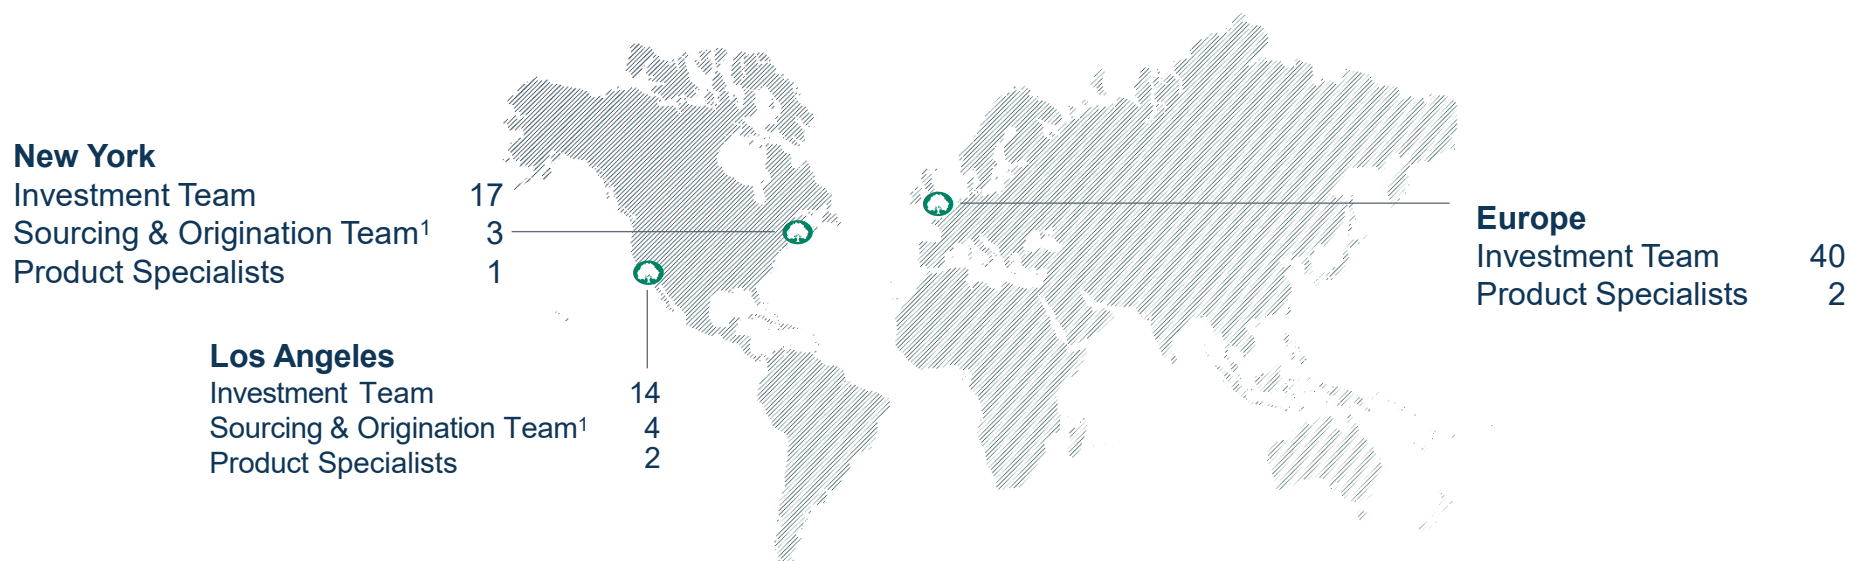 New York
Investment Team 17
Sourcing & Origination Team¹ 3
Product Specialists 1
Los Angeles
Investment Team 14
Sourcing & Origination Team¹ 4
Product Specialists 2
Europe
Investment Team 40
Product Specialists 2